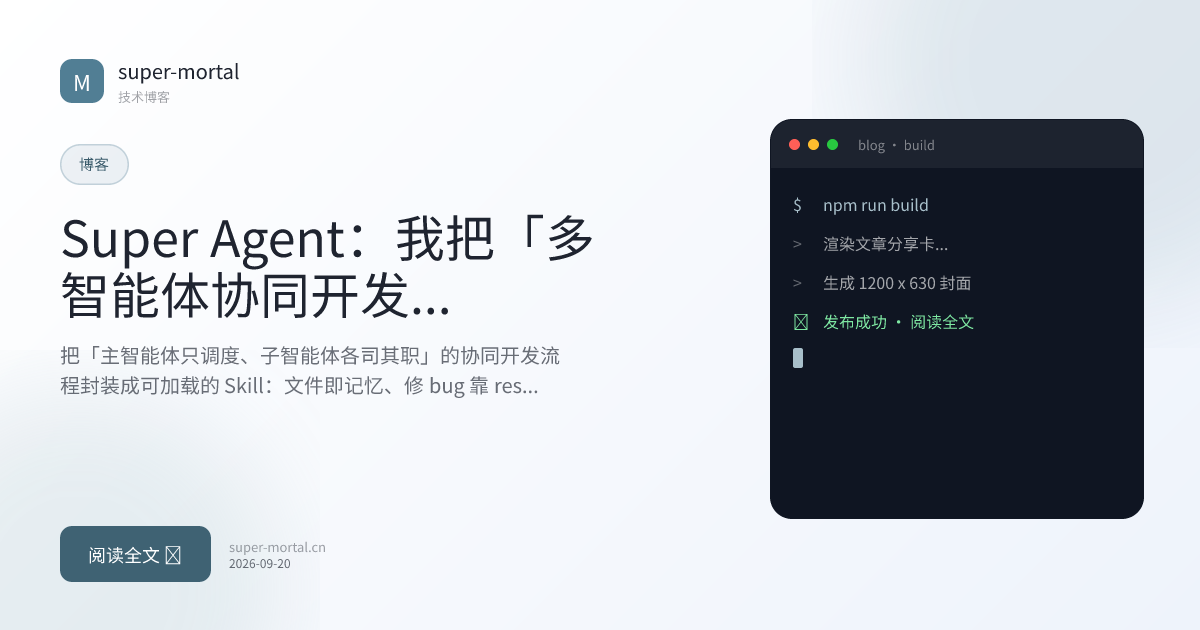 M
super-mortal
技术博客
博客
Super Agent：我把「多
智能体协同开发...
把「主智能体只调度、子智能体各司其职」的协同开发流
程封装成可加载的 Skill：文件即记忆、修 bug 靠 res...
阅读全文
super-mortal.cn
2026-09-20
blog · build
$ npm run build
> 渲染文章分享卡...
> 生成 1200 x 630 封面
发布成功 · 阅读全文